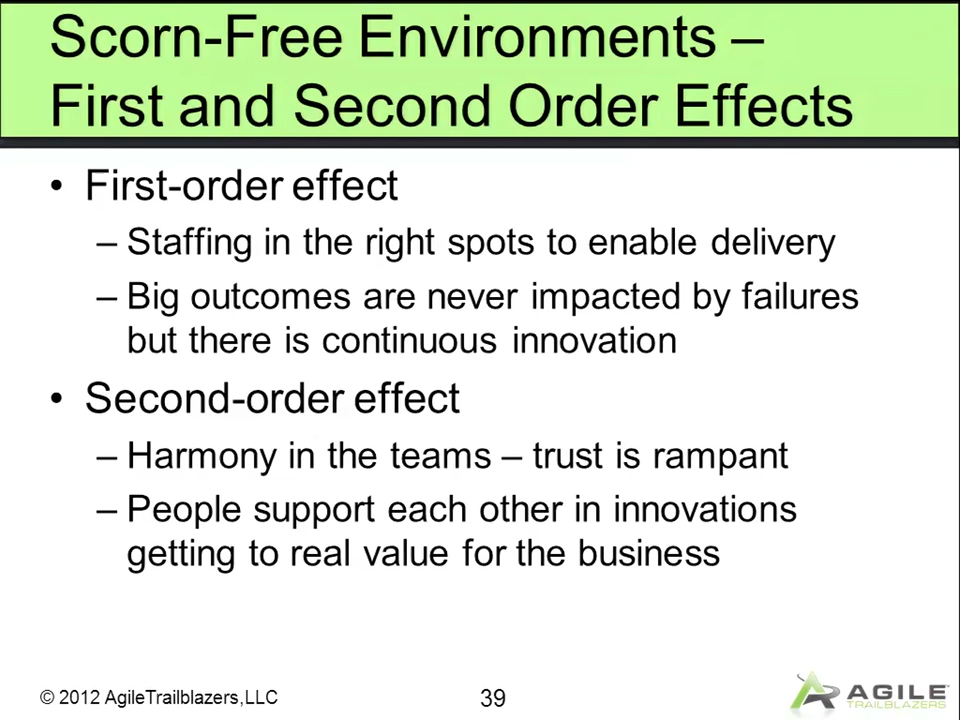 Scorn-Free Environments –
First and Second Order Effects
• First-order effect
– Staffing in the right spots to enable delivery
– Big outcomes are never impacted by failures
but there is continuous innovation
• Second-order effect
– Harmony in the teams – trust is rampant
– People support each other in innovations
getting to real value for the business
© 2012 AgileTrailblazers,LLC
39
AGILE
TRAILBLAZERS